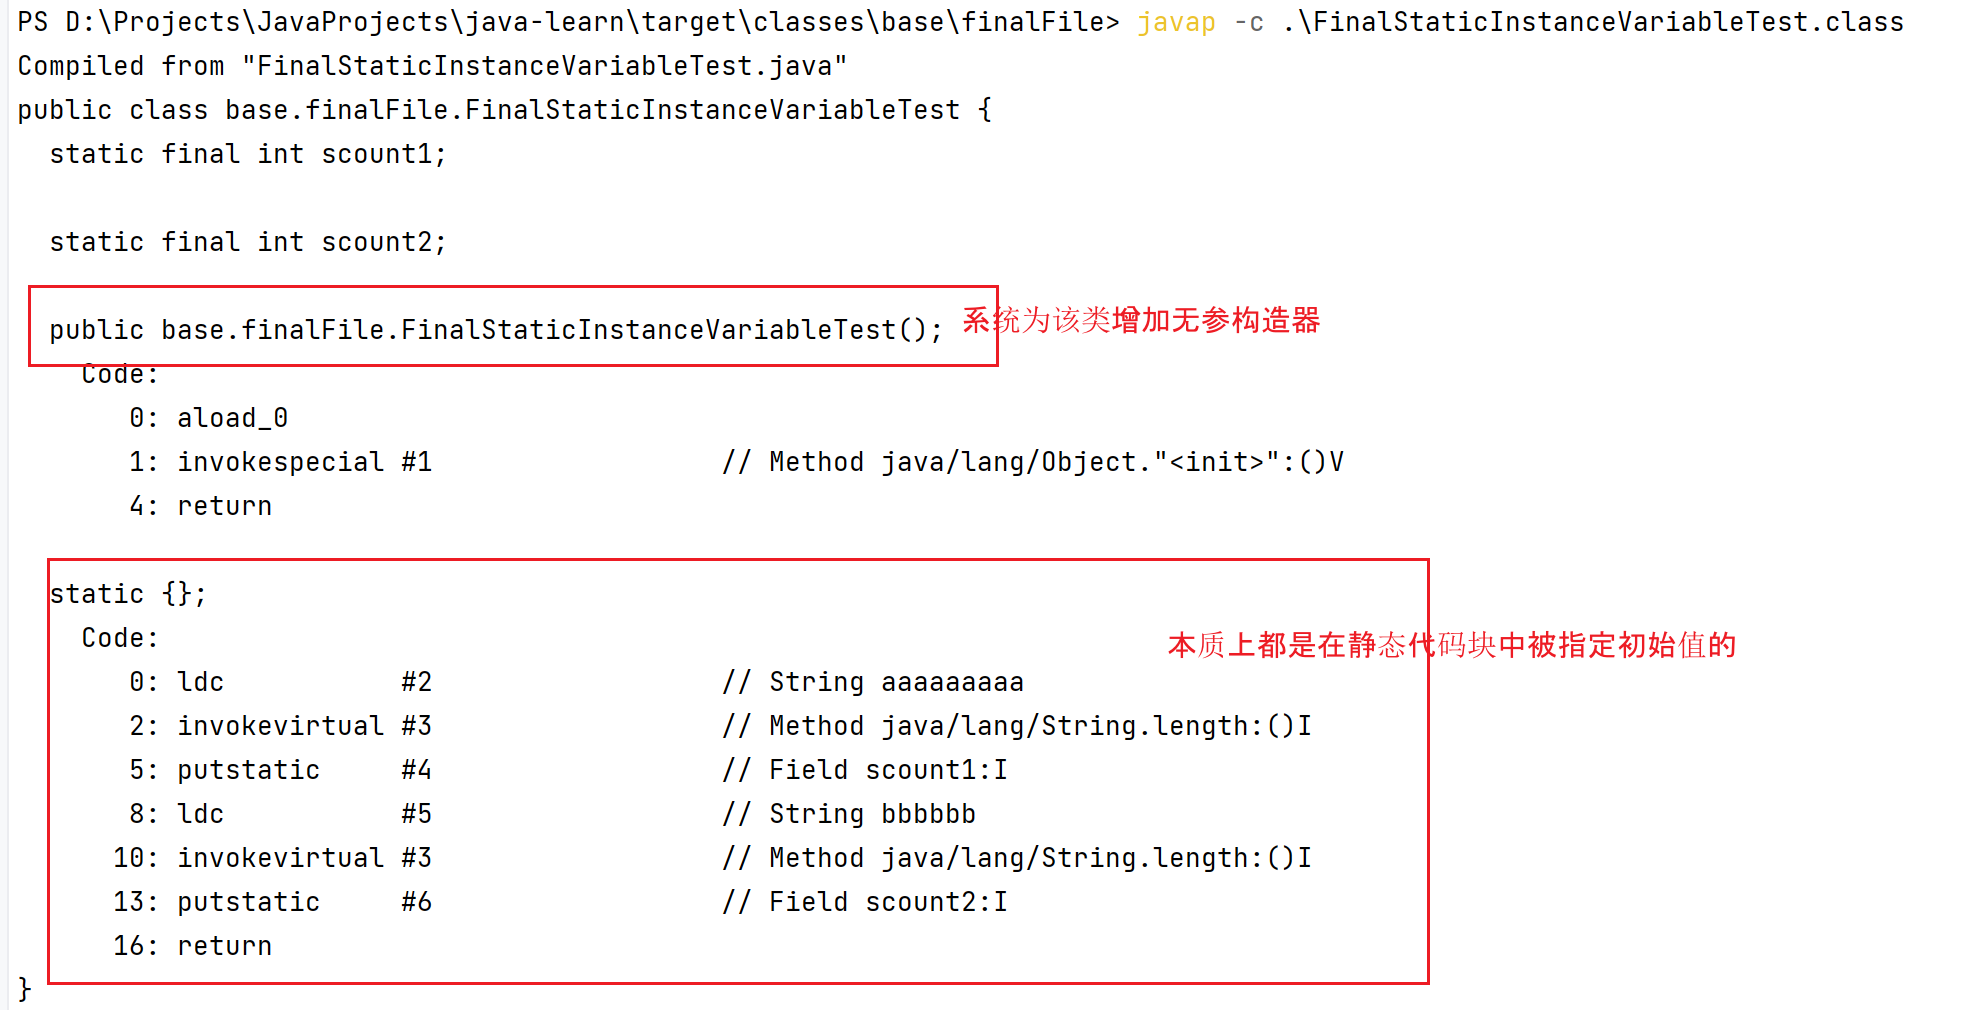 PS D:\Projects\JavaProjects\java-learn\target\classes\base\finalFile> javap -c .\FinalStaticInstanceVariableTest.class
Compiled from "FinalStaticInstanceVariableTest.java"
public class base.finalFile.FinalStaticInstanceVariableTest {
  static final int scount1;
  static final int scount2;
  public base.finalFile.FinalStaticInstanceVariableTest(); 系统为该类增加无参构造器
    Code:
       0: aload_0
       1: invokespecial #1                  // Method java/lang/Object."<init>":()V
       4: return
  static {};
    Code:
本质上都是在静态代码块中被指定初始值的
       0: ldc           #2                  // String aaaaaaaaa
       2: invokevirtual #3                  // Method java/lang/String.length:()I
       5: putstatic     #4                  // Field scount1:I
       8: ldc           #5                  // String bbbbbb
      10: invokevirtual #3                  // Method java/lang/String.length:()I
      13: putstatic     #6                  // Field scount2:I
      16: return
}